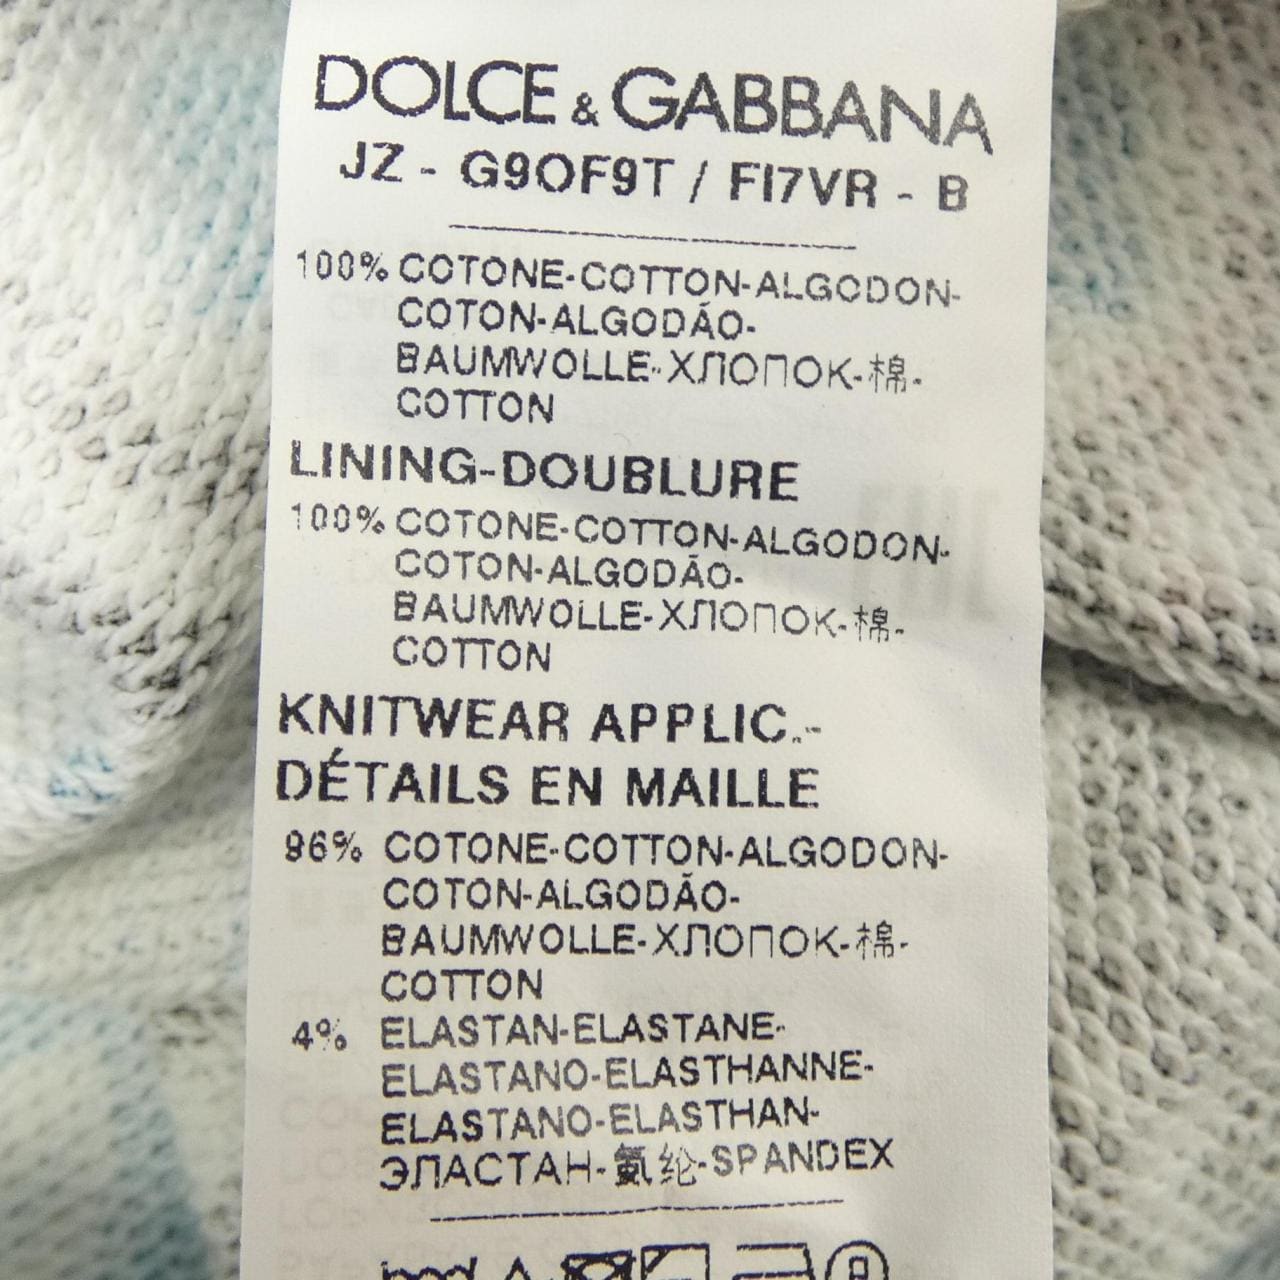 DOLCE & GABBANA
JZ - G9OF9T / FI7VR - B
100% COTONE-COTTON-ALGODON-
COTON-ALGODÃO-
BAUMWOLLE-ХЛОПОК-棉-
COTTON
LINING-DOUBLURE
100% COTONE-COTTON-ALGODON-
COTON-ALGODÃO-
BAUMWOLLE-ХЛОПОК-棉-
COTTON
KNITWEAR APPLIC.-
DÉTAILS EN MAILLE
96% COTONE-COTTON-ALGODON-
COTON-ALGODÃO-
BAUMWOLLE-ХЛОПОК-棉-
COTTON
4% ELASTAN-ELASTANE-
ELASTANO-ELASTHANNE-
ELASTANO-ELASTHAN-
ЭЛАСТАН-氨纶-SPANDEX